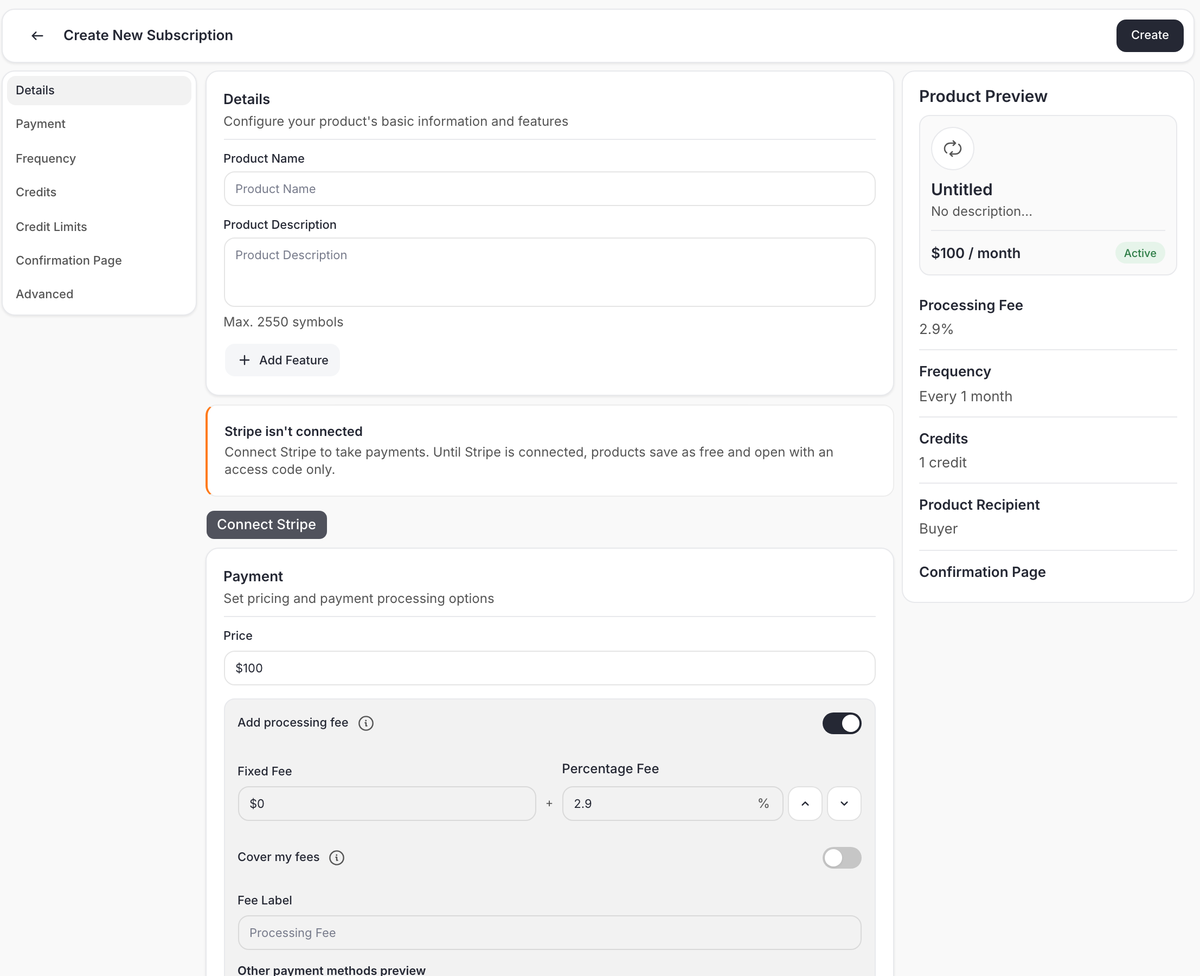 Create New Subscription
Create
Details
Payment
Frequency
Credits
Credit Limits
Confirmation Page
Advanced
Details
Configure your product's basic information and features
Product Name
Product Name
Product Description
Product Description
Max. 2550 symbols
Add Feature
Stripe isn't connected
Connect Stripe to take payments. Until Stripe is connected, products save as free and open with an
access code only.
Connect Stripe
Payment
Set pricing and payment processing options
Price
$100
Add processing fee
Fixed Fee
Percentage Fee
$0
+
2.9
%
Cover my fees
Fee Label
Processing Fee
Other payment methods preview
Product Preview
Untitled
No description...
$100 / month
Active
Processing Fee
2.9%
Frequency
Every 1 month
Credits
1 credit
Product Recipient
Buyer
Confirmation Page